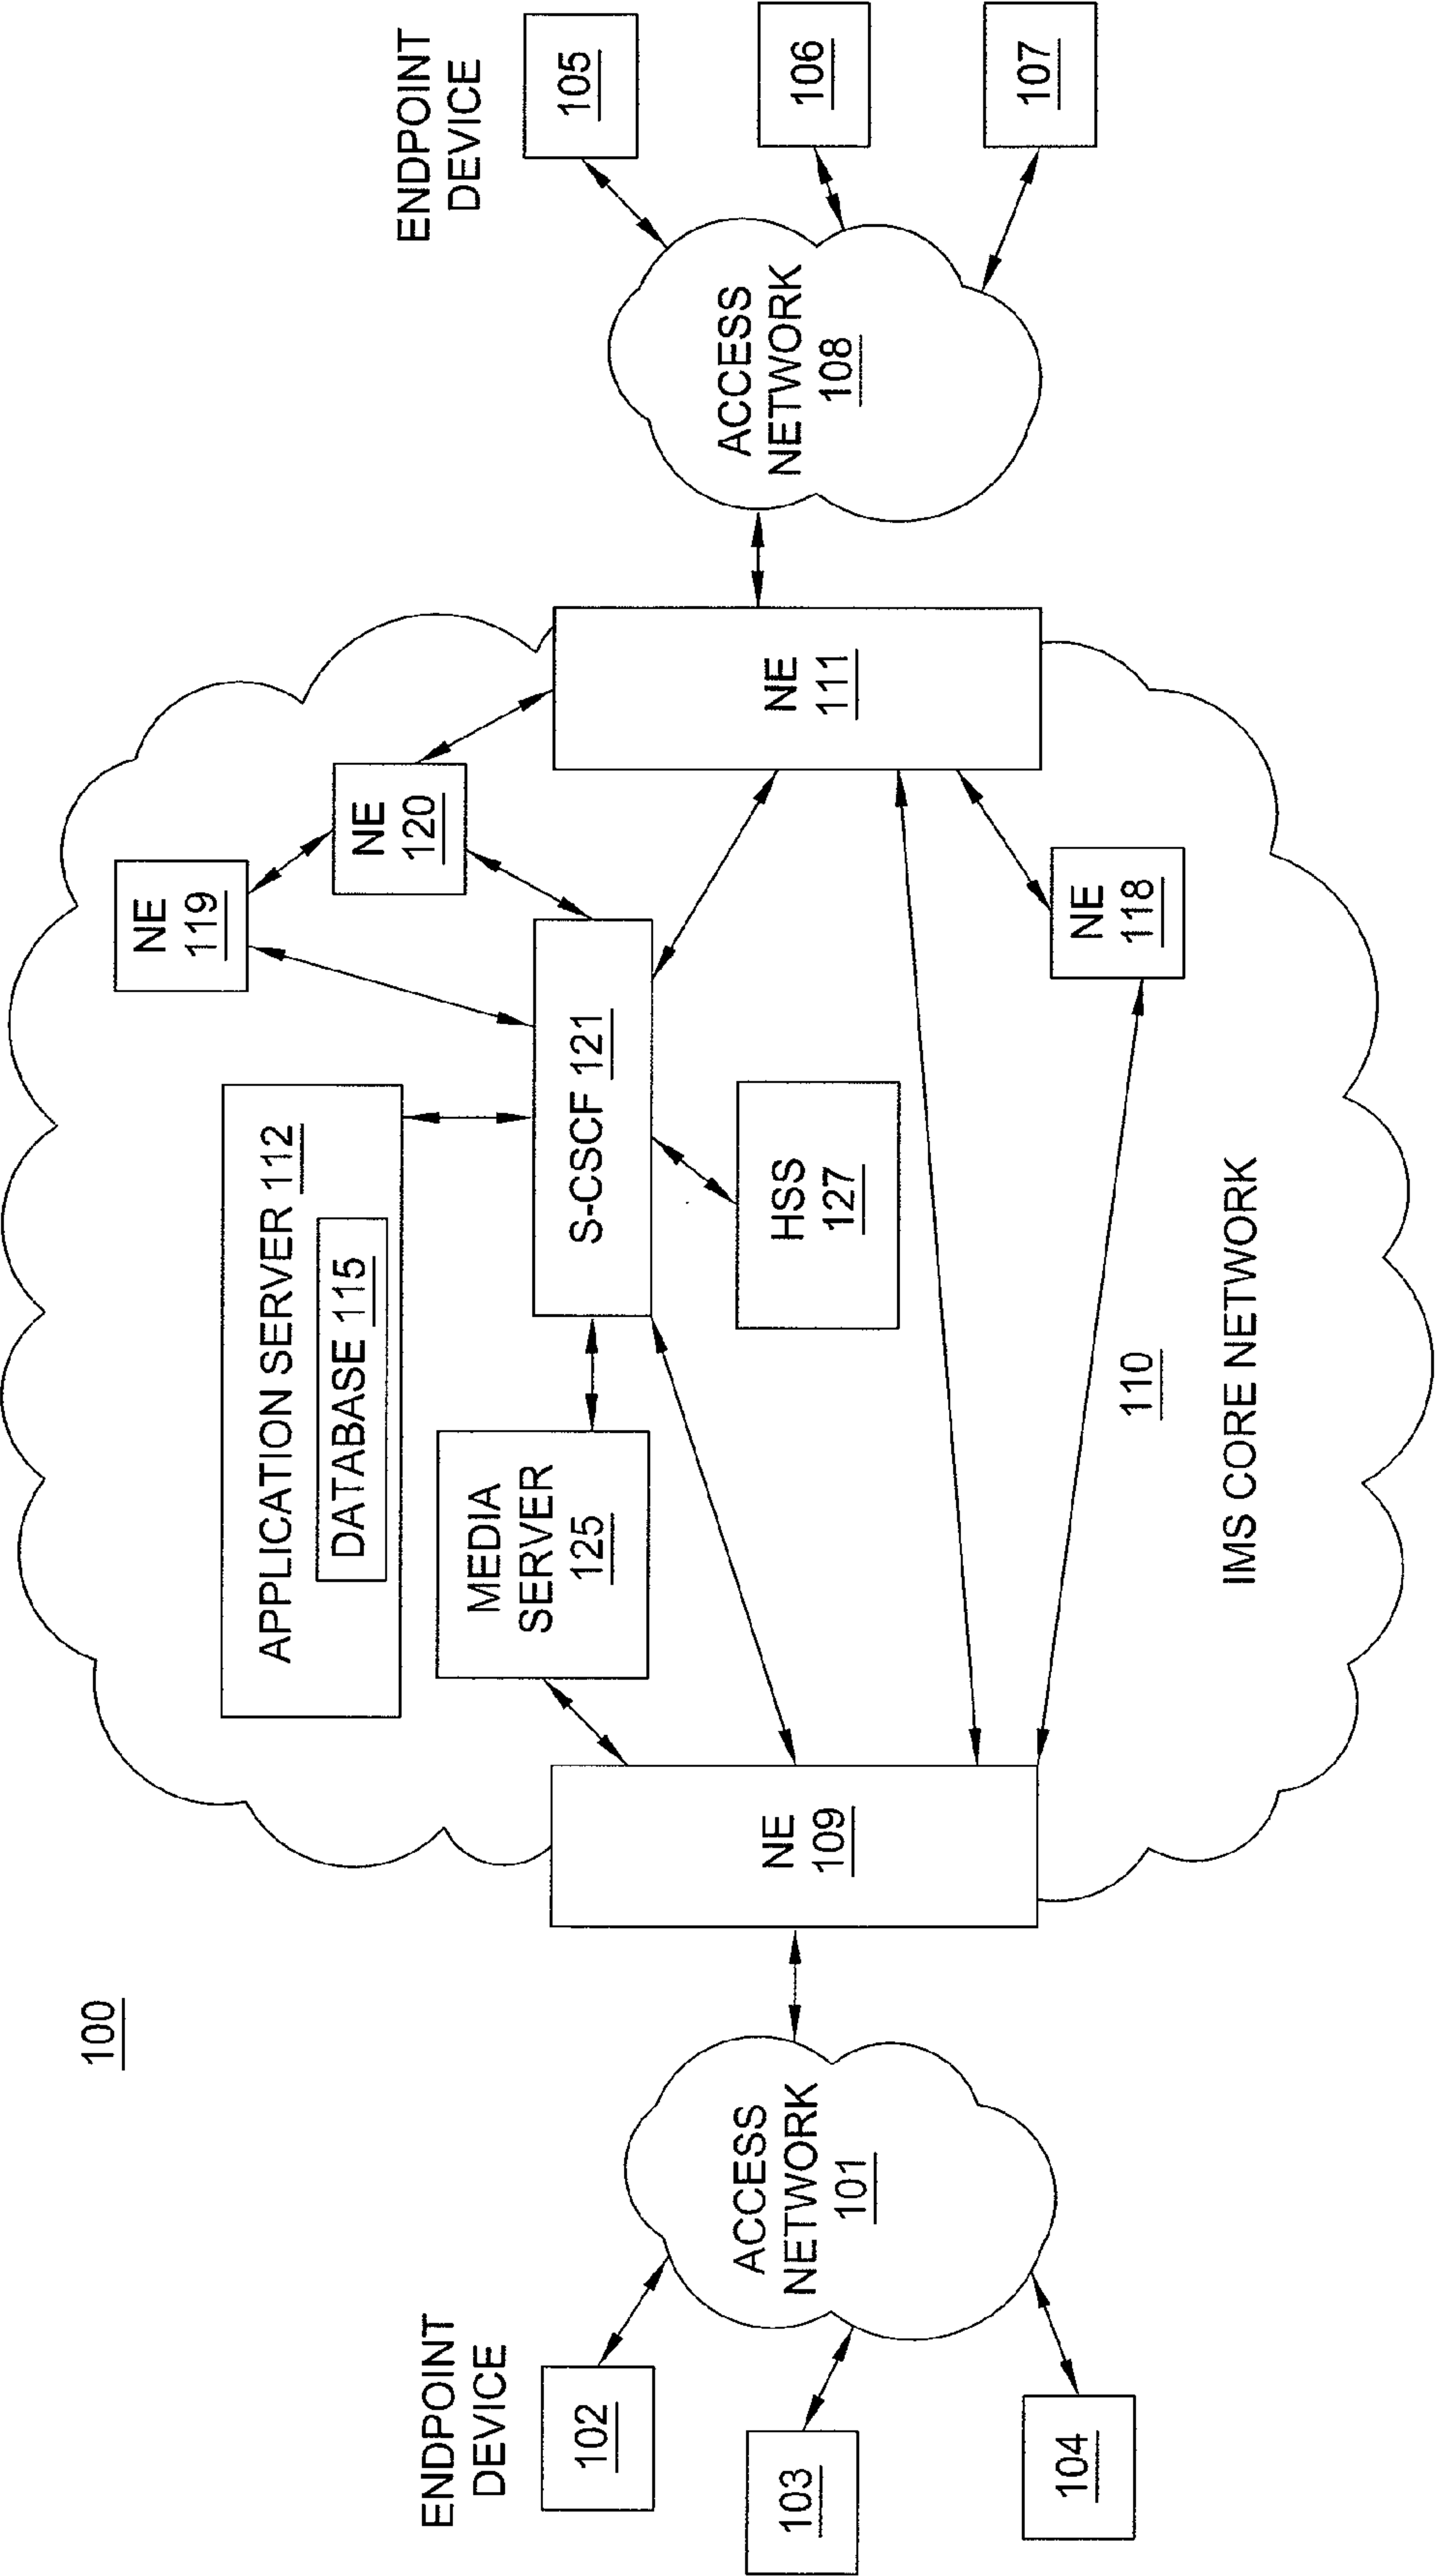 100
ENDPOINT
DEVICE
102
103
104
ACCESS
NETWORK
101
NE
109
APPLICATION SERVER 112
DATABASE 115
MEDIA
SERVER
125
S-CSCF 121
HSS
127
NE
119
NE
120
NE
111
NE
118
110
IMS CORE NETWORK
ACCESS
NETWORK
108
ENDPOINT
DEVICE
105
106
107